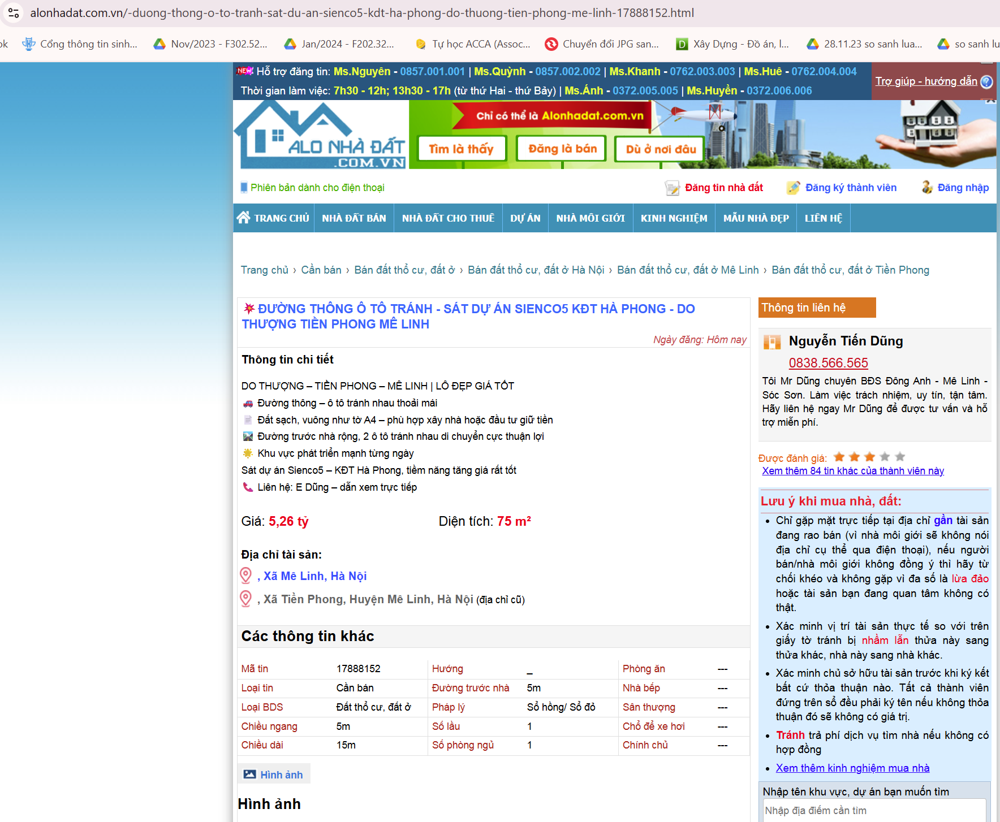 alonhadat.com.vn/-duong-thong-o-to-tranh-sat-du-an-sienco5-kdt-ha-phong-do-thuong-tien-phong-me-linh-17888152.html
ok Cổng thông tin sinh... Nov/2023 - F302.52... Jan/2024 - F202.32... Tự học ACCA (Assoc... Chuyển đổi JPG san... Xây Dựng - Đồ án, l... 28.11.23 so sanh lua... so sanh lu
NEW Hỗ trợ đăng tin: Ms.Nguyên - 0857.001.001 | Ms.Quỳnh - 0857.002.002 | Ms.Khanh - 0762.003.003 | Ms.Huê - 0762.004.004
Thời gian làm việc: 7h30 - 12h; 13h30 - 17h (từ thứ Hai - thứ Bảy) | Ms.Ánh - 0372.005.005 | Ms.Huyền - 0372.006.006
Trợ giúp - hướng dẫn
ALO NHÀ ĐẤT
.COM.VN
Chỉ có thể là Alonhadat.com.vn
Tìm là thấy Đăng là bán Dù ở nơi đâu
Phiên bản dành cho điện thoại
Đăng tin nhà đất Đăng ký thành viên Đăng nhập
TRANG CHỦ NHÀ ĐẤT BÁN NHÀ ĐẤT CHO THUÊ DỰ ÁN NHÀ MÔI GIỚI KINH NGHIỆM MẪU NHÀ ĐẸP LIÊN HỆ
Trang chủ › Cần bán › Bán đất thổ cư, đất ở › Bán đất thổ cư, đất ở Hà Nội › Bán đất thổ cư, đất ở Mê Linh › Bán đất thổ cư, đất ở Tiền Phong
ĐƯỜNG THÔNG Ô TÔ TRÁNH - SÁT DỰ ÁN SIENCO5 KĐT HÀ PHONG - DO
THƯỢNG TIỀN PHONG MÊ LINH
Ngày đăng: Hôm nay
Thông tin chi tiết
DO THƯỢNG – TIỀN PHONG – MÊ LINH | LÔ ĐẸP GIÁ TỐT
Đường thông – ô tô tránh nhau thoải mái
Đất sạch, vuông như tờ A4 – phù hợp xây nhà hoặc đầu tư giữ tiền
Đường trước nhà rộng, 2 ô tô tránh nhau di chuyển cực thuận lợi
Khu vực phát triển mạnh từng ngày
Sát dự án Sienco5 – KĐT Hà Phong, tiềm năng tăng giá rất tốt
Liên hệ: E Dũng – dẫn xem trực tiếp
Giá: 5,26 tỷ Diện tích: 75 m²
Địa chỉ tài sản:
, Xã Mê Linh, Hà Nội
, Xã Tiền Phong, Huyện Mê Linh, Hà Nội (địa chỉ cũ)
Các thông tin khác
Mã tin 17888152 Hướng _ Phòng ăn ---
Loại tin Cần bán Đường trước nhà 5m Nhà bếp ---
Loại BDS Đất thổ cư, đất ở Pháp lý Sổ hồng/ Sổ đỏ Sân thượng ---
Chiều ngang 5m Số lầu 1 Chổ để xe hơi ---
Chiều dài 15m Số phòng ngủ 1 Chính chủ ---
Hình ảnh
Hình ảnh
Thông tin liên hệ
Nguyễn Tiến Dũng
0838.566.565
Tôi Mr Dũng chuyên BĐS Đông Anh - Mê Linh -
Sóc Sơn. Làm việc trách nhiệm, uy tín, tận tâm.
Hãy liên hệ ngay Mr Dũng để được tư vấn và hỗ
trợ miễn phí.
Được đánh giá:
Xem thêm 84 tin khác của thành viên này
Lưu ý khi mua nhà, đất:
• Chỉ gặp mặt trực tiếp tại địa chỉ gần tài sản
đang rao bán (vì nhà môi giới sẽ không nói
địa chỉ cụ thể qua điện thoại), nếu người
bán/nhà môi giới không đồng ý thì hãy từ
chối khéo và không gặp vì đa số là lừa đảo
hoặc tài sản bạn đang quan tâm không có
thật.
• Xác minh vị trí tài sản thực tế so với trên
giấy tờ tránh bị nhầm lẫn thửa này sang
thửa khác, nhà này sang nhà khác.
• Xác minh chủ sở hữu tài sản trước khi ký kết
bất cứ thỏa thuận nào. Tất cả thành viên
đứng trên sổ đều phải ký tên nếu không thỏa
thuận đó sẽ không có giá trị.
• Tránh trả phí dịch vụ tìm nhà nếu không có
hợp đồng
• Xem thêm kinh nghiệm mua nhà
Nhập tên khu vực, dự án bạn muốn tìm
Nhập địa điểm cần tìm